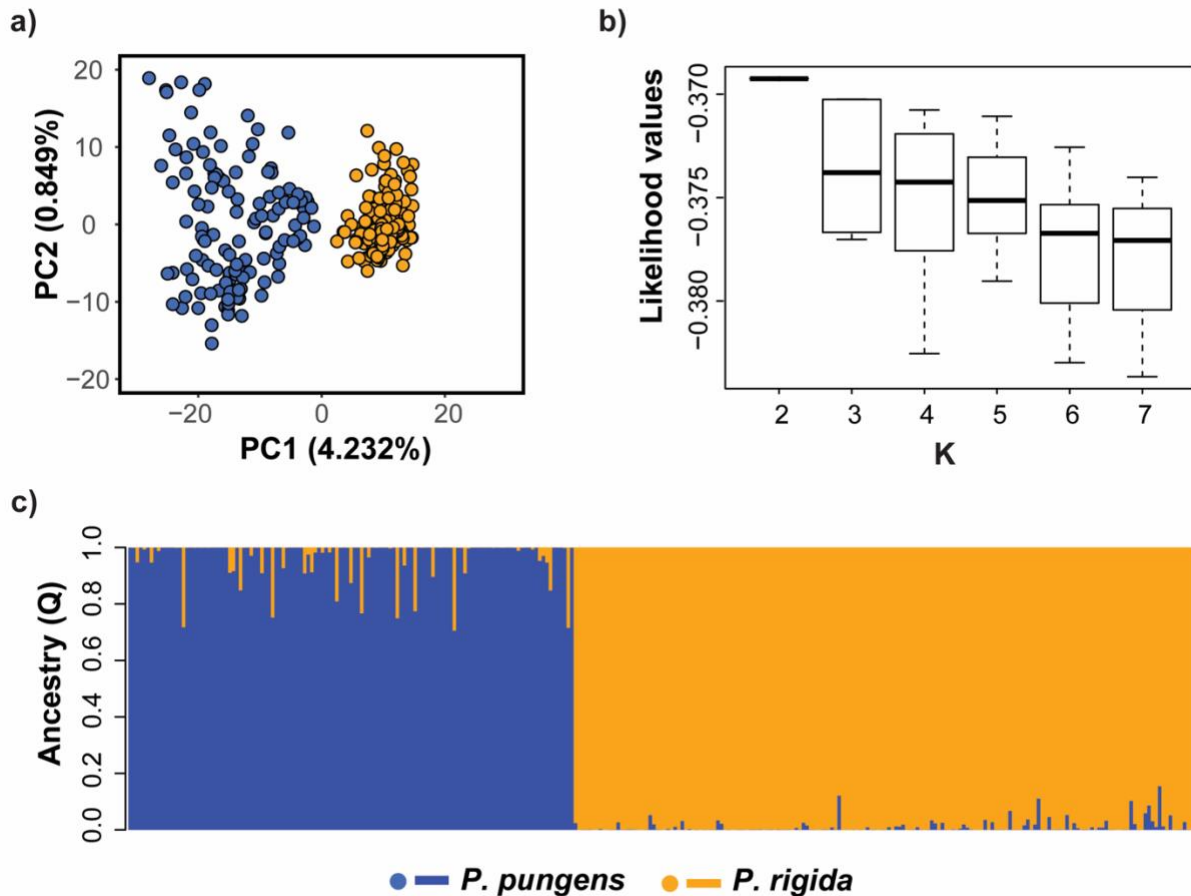 a)
20
10
0
−10
−20
PC2 (0.849%)
−20 0 20
PC1 (4.232%)
b)
−0.370
−0.375
−0.380
Likelihood values
2 3 4 5 6 7
K
c)
1.0
0.8
0.6
0.4
0.2
0.0
Ancestry (Q)
P. pungens P. rigida